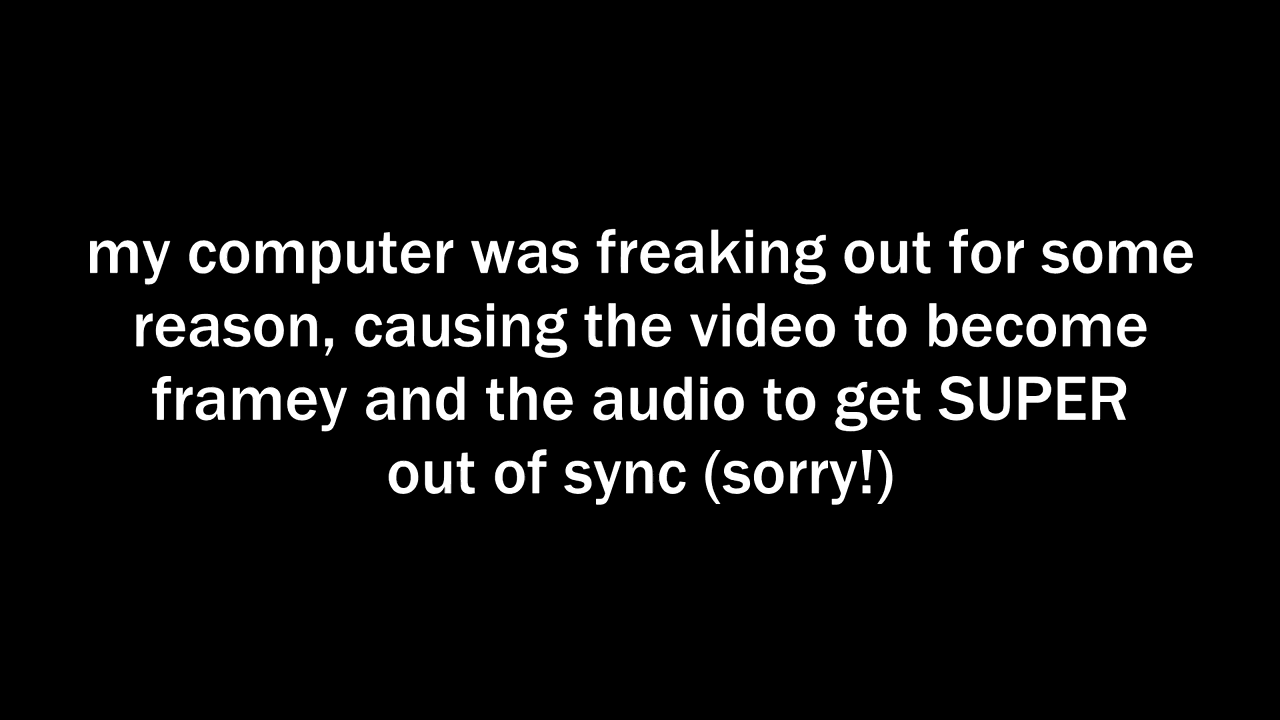 my computer was freaking out for some
reason, causing the video to become
framey and the audio to get SUPER
out of sync (sorry!)